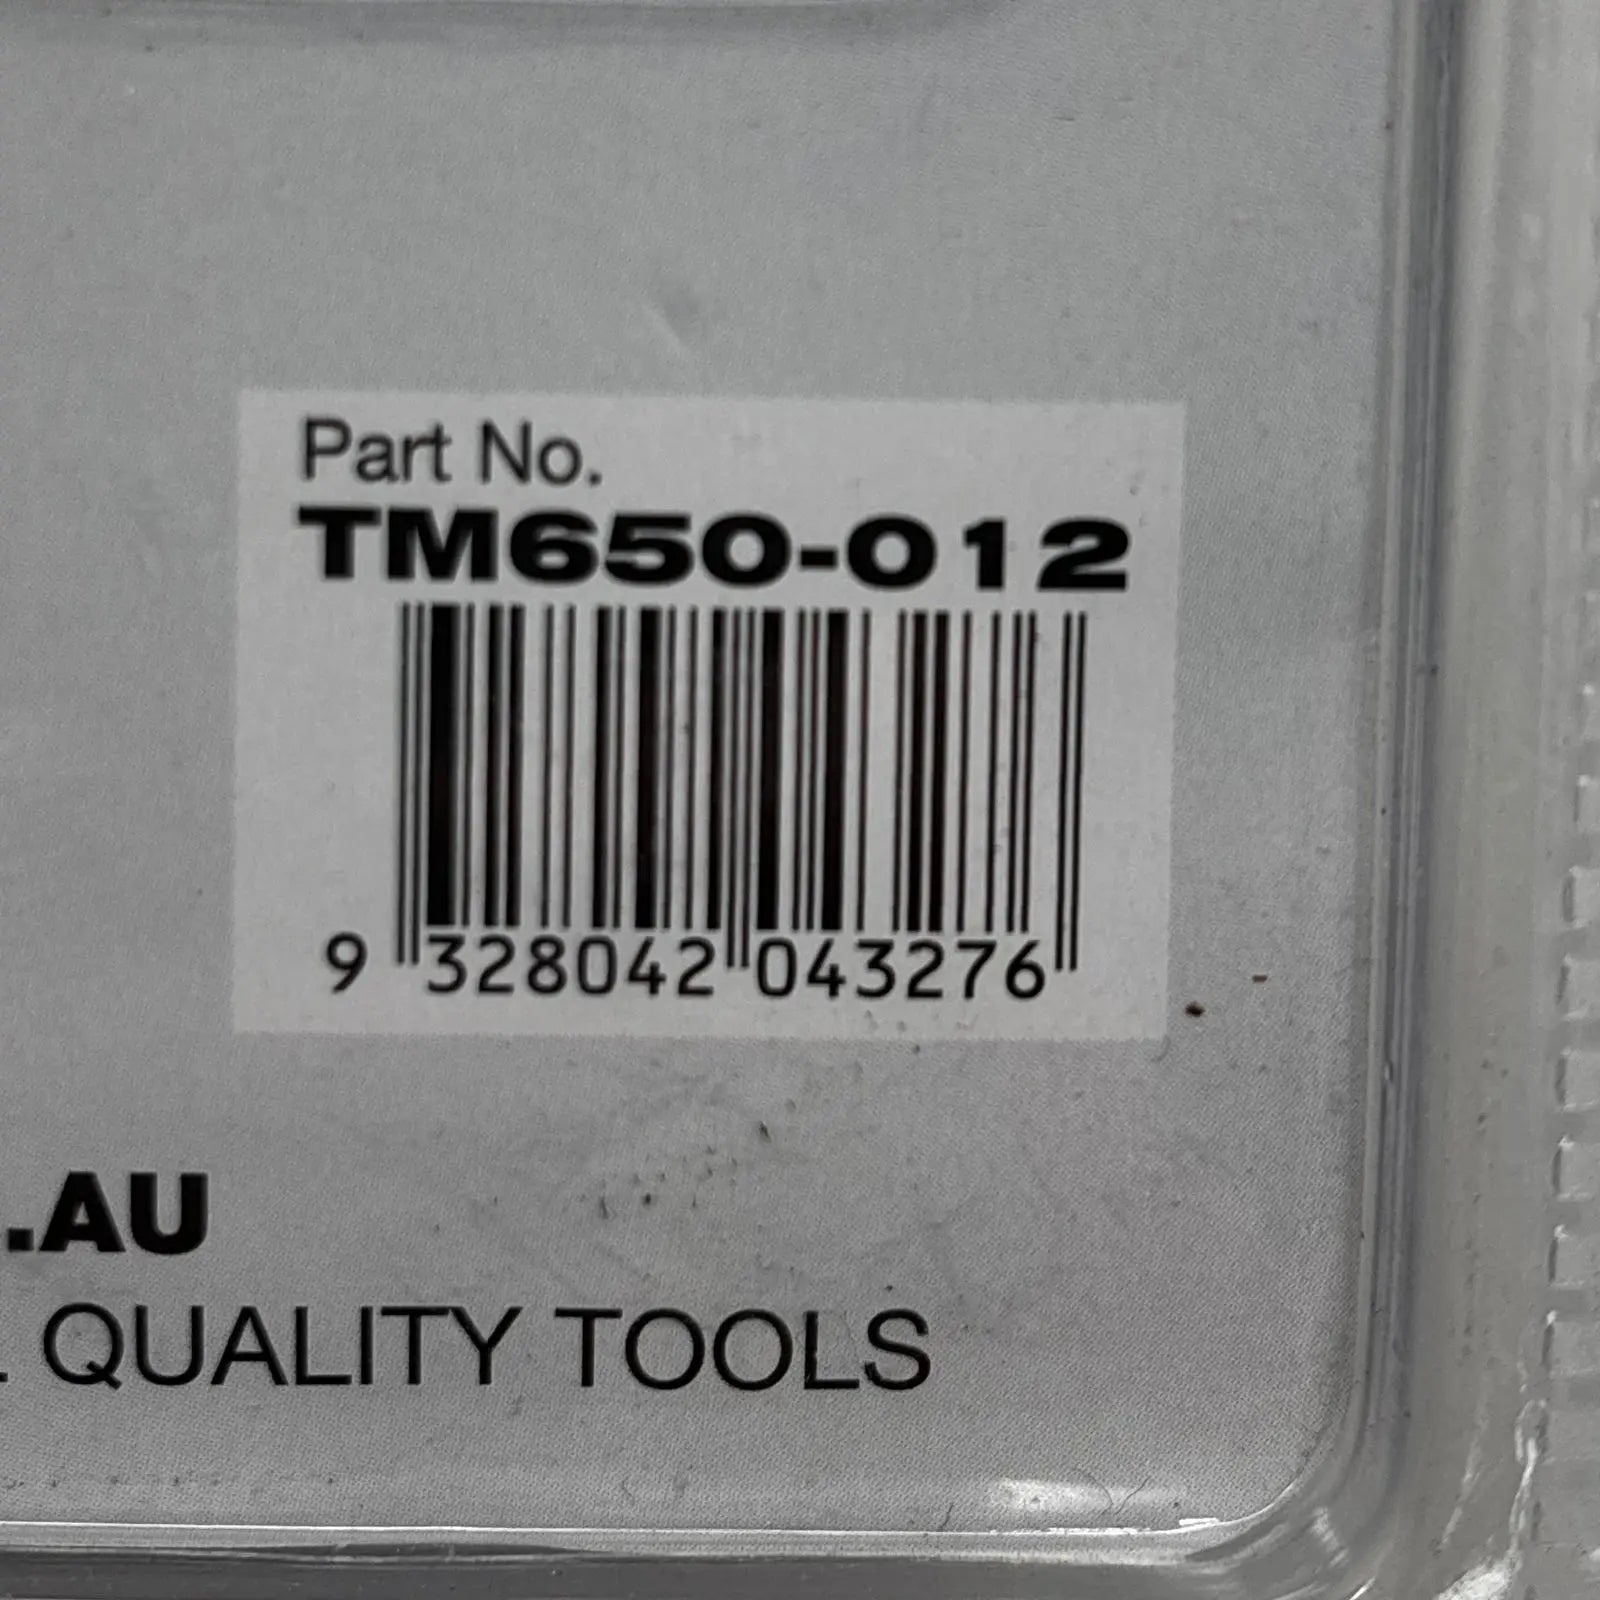 Part No.
TM650-012
9 328042 043276
.AU
QUALITY TOOLS